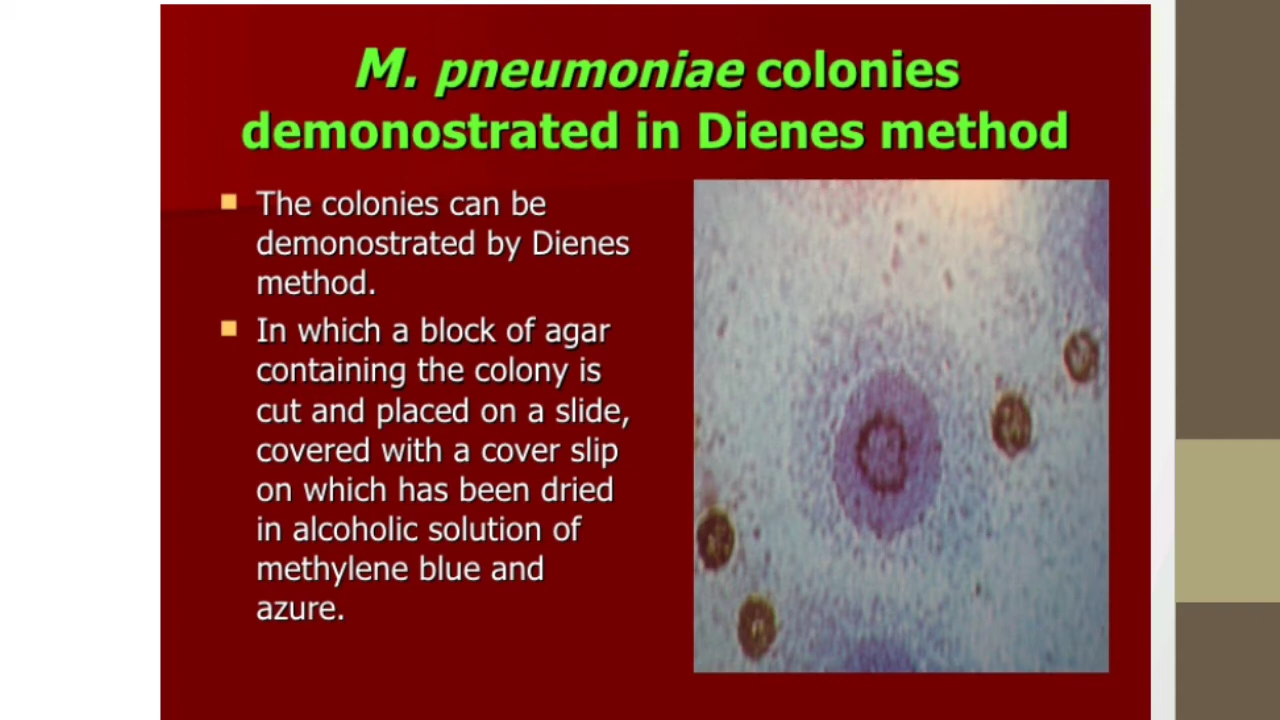 M. pneumoniae colonies
demonostrated in Dienes method
The colonies can be
demonostrated by Dienes
method.
In which a block of agar
containing the colony is
cut and placed on a slide,
covered with a cover slip
on which has been dried
in alcoholic solution of
methylene blue and
azure.